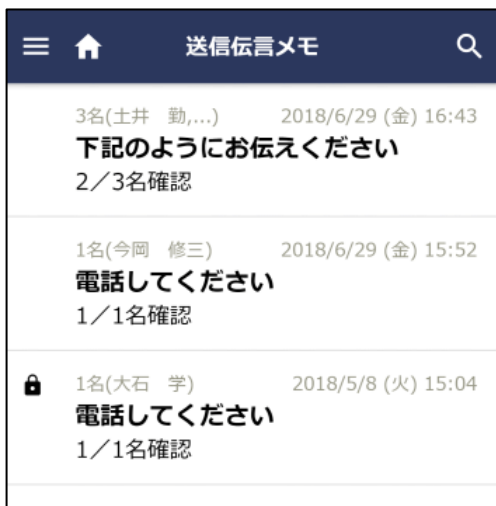 送信伝言メモ
3名(土井　勤,...) 2018/6/29 (金) 16:43
下記のようにお伝えください
2／3名確認
1名(今岡　修三) 2018/6/29 (金) 15:52
電話してください
1／1名確認
1名(大石　学) 2018/5/8 (火) 15:04
電話してください
1／1名確認